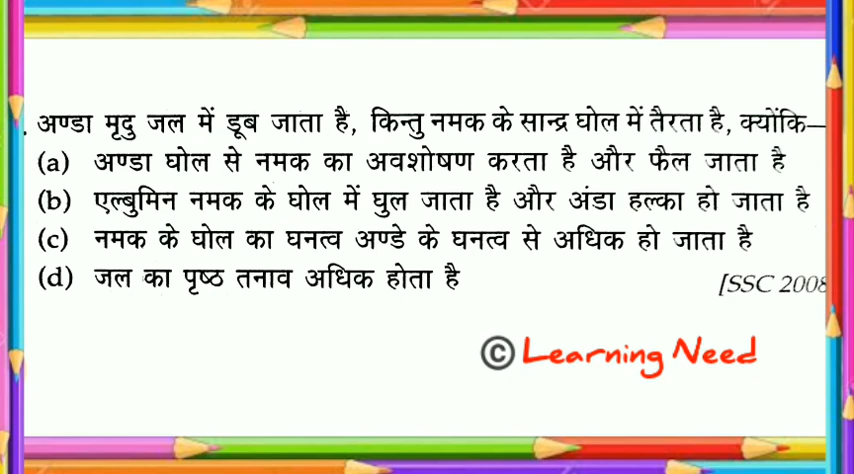 . अण्डा मृदु जल में डूब जाता है, किन्तु नमक के सान्द्र घोल में तैरता है, क्योंकि—
(a) अण्डा घोल से नमक का अवशोषण करता है और फैल जाता है
(b) एल्बुमिन नमक के घोल में घुल जाता है और अंडा हल्का हो जाता है
(c) नमक के घोल का घनत्व अण्डे के घनत्व से अधिक हो जाता है
(d) जल का पृष्ठ तनाव अधिक होता है
[SSC 2008
© Learning Need